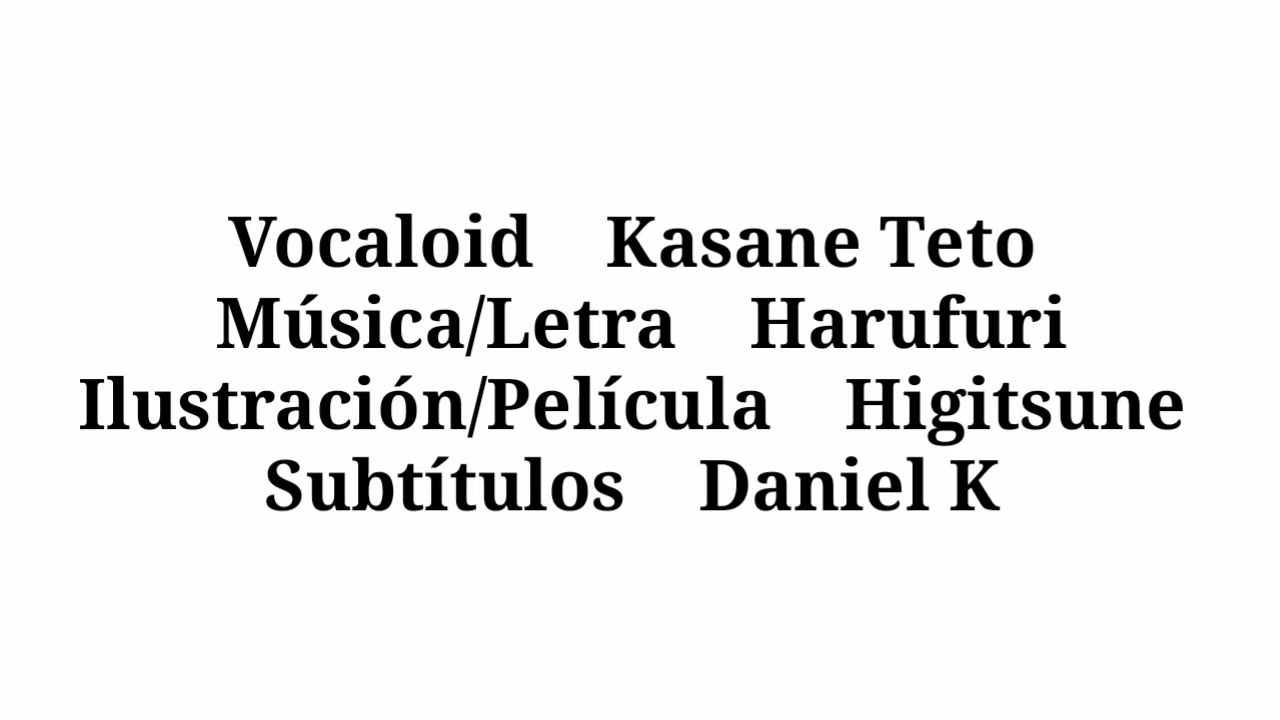 Vocaloid    Kasane Teto
Música/Letra    Harufuri
Ilustración/Película    Higitsune
Subtítulos    Daniel K